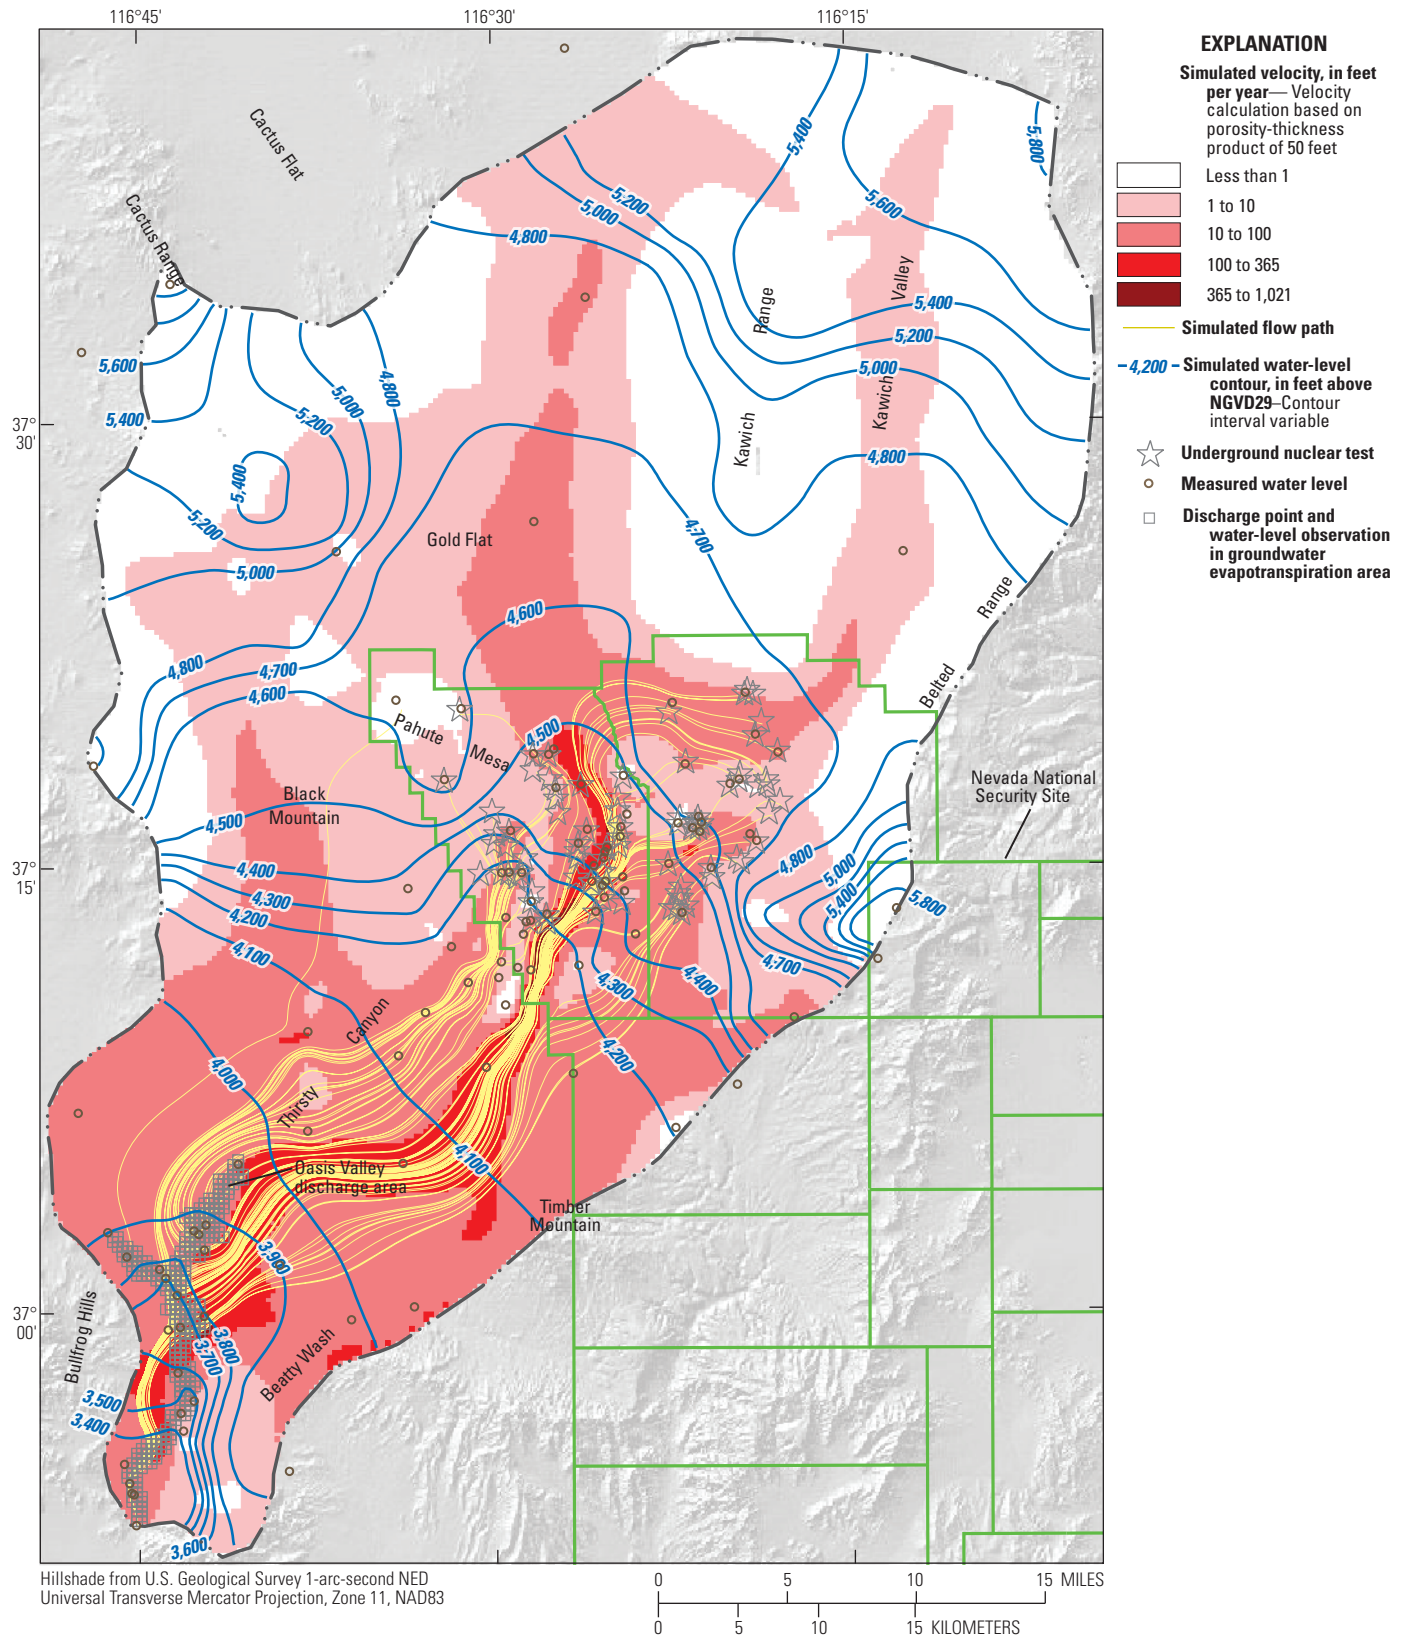 116°45'
116°30'
116°15'
EXPLANATION
Simulated velocity, in feet
per year— Velocity
calculation based on
porosity-thickness
product of 50 feet
Less than 1
1 to 10
10 to 100
100 to 365
365 to 1,021
Simulated flow path
4,200
Simulated water-level
contour, in feet above
NGVD29–Contour
interval variable
Underground nuclear test
Measured water level
Discharge point and
water-level observation
in groundwater
evapotranspiration area
Cactus Flat
Cactus Range
5,400
5,800
5,200
5,000
5,600
4,800
Kawich
Range
Kawich
Valley
5,400
5,200
5,000
5,600
5,400
4,800
5,000
5,200
37°
30'
5,400
4,800
5,200
4,700
Gold Flat
5,000
4,600
Belted
Range
4,800
4,700
4,600
Pahute
Mesa
4,500
Nevada National
Security Site
Black
Mountain
4,500
37°
15'
4,400
4,300
4,200
4,100
4,800
5,000
5,400
5,800
4,700
4,400
4,300
4,200
Thirsty
Canyon
4,000
4,100
Oasis Valley
discharge area
Timber
Mountain
3,900
37°
00'
Bullfrog Hills
3,800
3,700
Beatty Wash
3,500
3,400
3,600
Hillshade from U.S. Geological Survey 1-arc-second NED
Universal Transverse Mercator Projection, Zone 11, NAD83
0 5 10 15 MILES
0 5 10 15 KILOMETERS